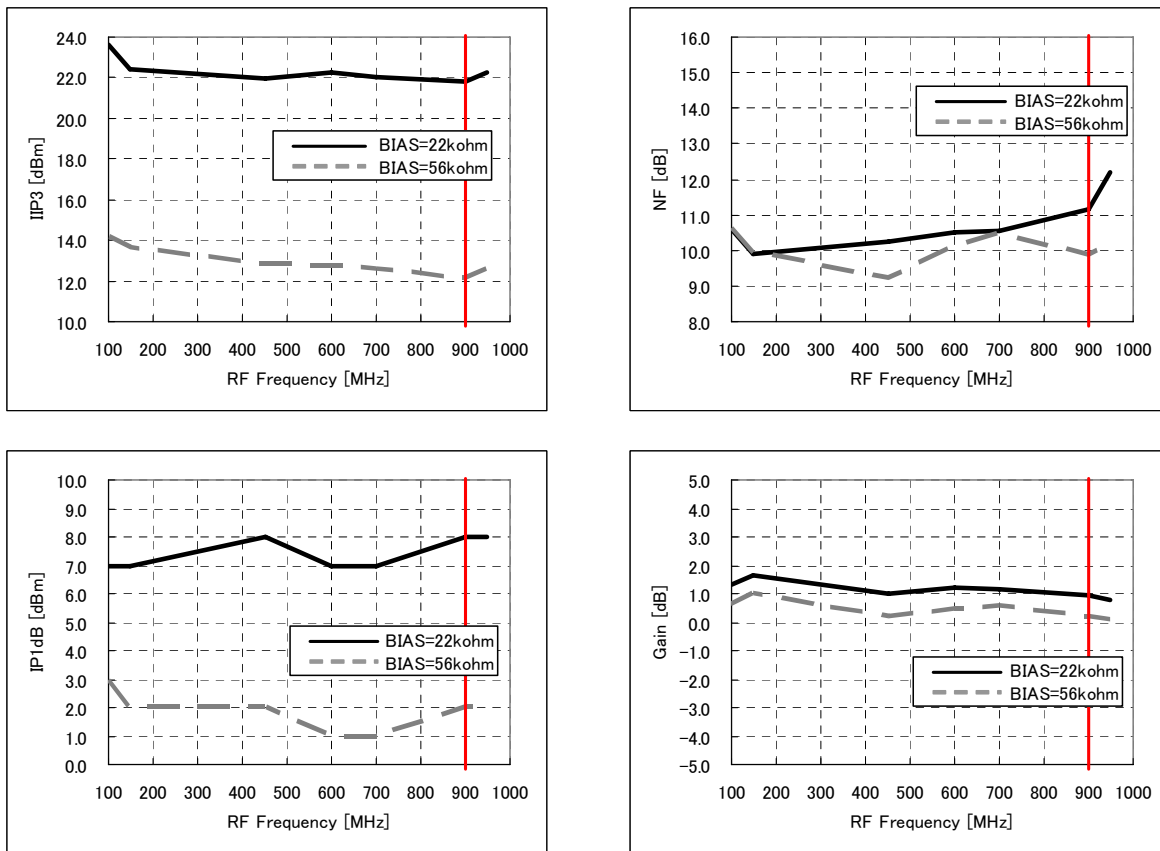 24.0
22.0
20.0
18.0
16.0
14.0
12.0
10.0
IIP3 [dBm]
BIAS=22kohm
BIAS=56kohm
100 200 300 400 500 600 700 800 900 1000
RF Frequency [MHz]
16.0
15.0
14.0
13.0
12.0
11.0
10.0
9.0
8.0
NF [dB]
BIAS=22kohm
BIAS=56kohm
100 200 300 400 500 600 700 800 900 1000
RF Frequency [MHz]
10.0
9.0
8.0
7.0
6.0
5.0
4.0
3.0
2.0
1.0
0.0
IP1dB [dBm]
BIAS=22kohm
BIAS=56kohm
100 200 300 400 500 600 700 800 900 1000
RF Frequency [MHz]
5.0
4.0
3.0
2.0
1.0
0.0
-1.0
-2.0
-3.0
-4.0
-5.0
Gain [dB]
BIAS=22kohm
BIAS=56kohm
100 200 300 400 500 600 700 800 900 1000
RF Frequency [MHz]